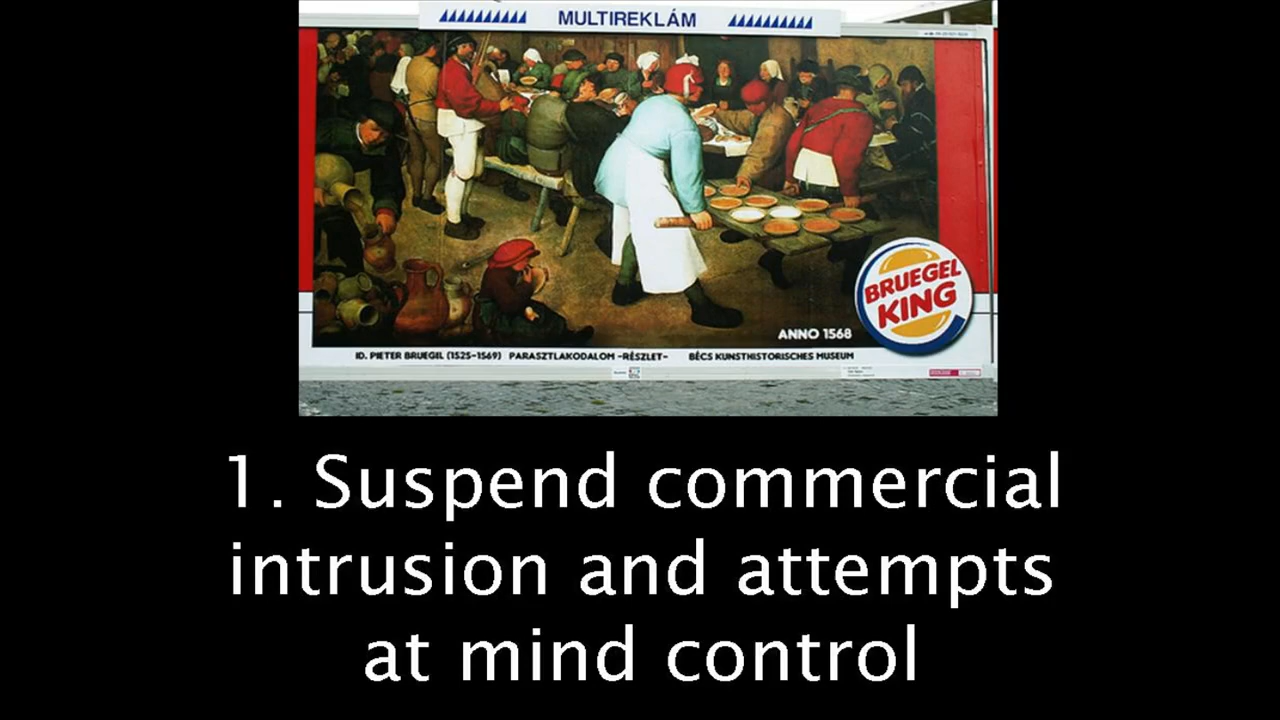 MULTIREKLÁM
BRUEGEL
KING
ANNO 1568
ID. PIETER BRUEGIL (1525-1569) PARASZTLAKODALOM -RÉSZLET- BÉCS KUNSTHISTORISCHES MUSEUM
1. Suspend commercial
intrusion and attempts
at mind control